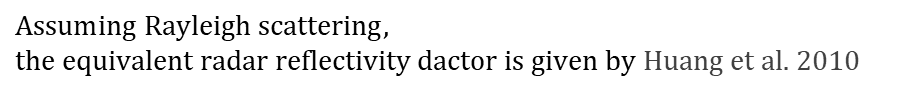 Assuming Rayleigh scattering,
the equivalent radar reflectivity dactor is given by Huang et al. 2010